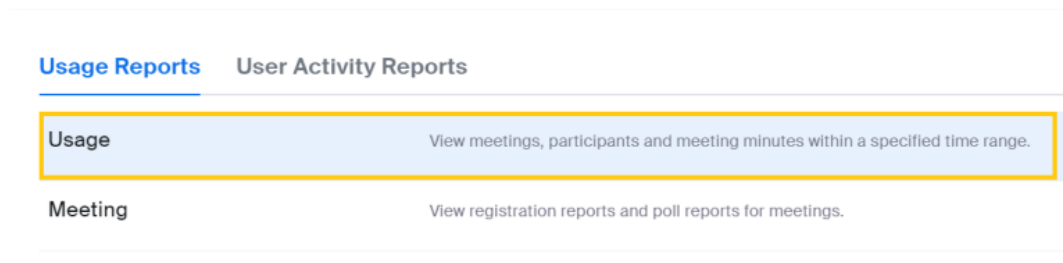 Usage Reports User Activity Reports
Usage View meetings, participants and meeting minutes within a specified time range.
Meeting View registration reports and poll reports for meetings.